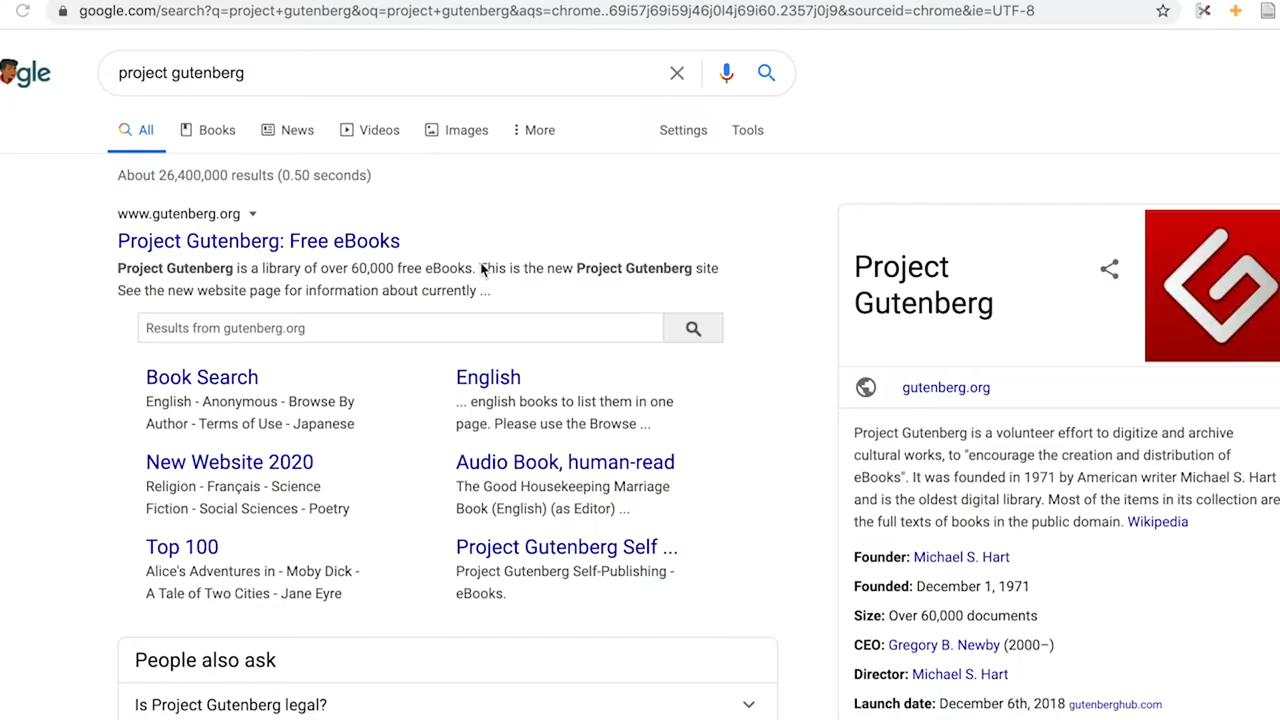 google.com/search?q=project+gutenberg&oq=project+gutenberg&aqs=chrome..69i57j69i59j46j0l4j69i60.2357j0j9&sourceid=chrome&ie=UTF-8
gle
project gutenberg
All
Books
News
Videos
Images
More
Settings
Tools
About 26,400,000 results (0.50 seconds)
www.gutenberg.org
Project Gutenberg: Free eBooks
Project Gutenberg is a library of over 60,000 free eBooks. This is the new Project Gutenberg site
See the new website page for information about currently ...
Results from gutenberg.org
Book Search
English - Anonymous - Browse By
Author - Terms of Use - Japanese
English
... english books to list them in one
page. Please use the Browse ...
New Website 2020
Religion - Français - Science
Fiction - Social Sciences - Poetry
Audio Book, human-read
The Good Housekeeping Marriage
Book (English) (as Editor) ...
Top 100
Alice's Adventures in - Moby Dick -
A Tale of Two Cities - Jane Eyre
Project Gutenberg Self ...
Project Gutenberg Self-Publishing -
eBooks.
People also ask
Is Project Gutenberg legal?
Project
Gutenberg
gutenberg.org
Project Gutenberg is a volunteer effort to digitize and archive
cultural works, to "encourage the creation and distribution of
eBooks". It was founded in 1971 by American writer Michael S. Hart
and is the oldest digital library. Most of the items in its collection are
the full texts of books in the public domain. Wikipedia
Founder: Michael S. Hart
Founded: December 1, 1971
Size: Over 60,000 documents
CEO: Gregory B. Newby (2000–)
Director: Michael S. Hart
Launch date: December 6th, 2018 gutenberghub.com